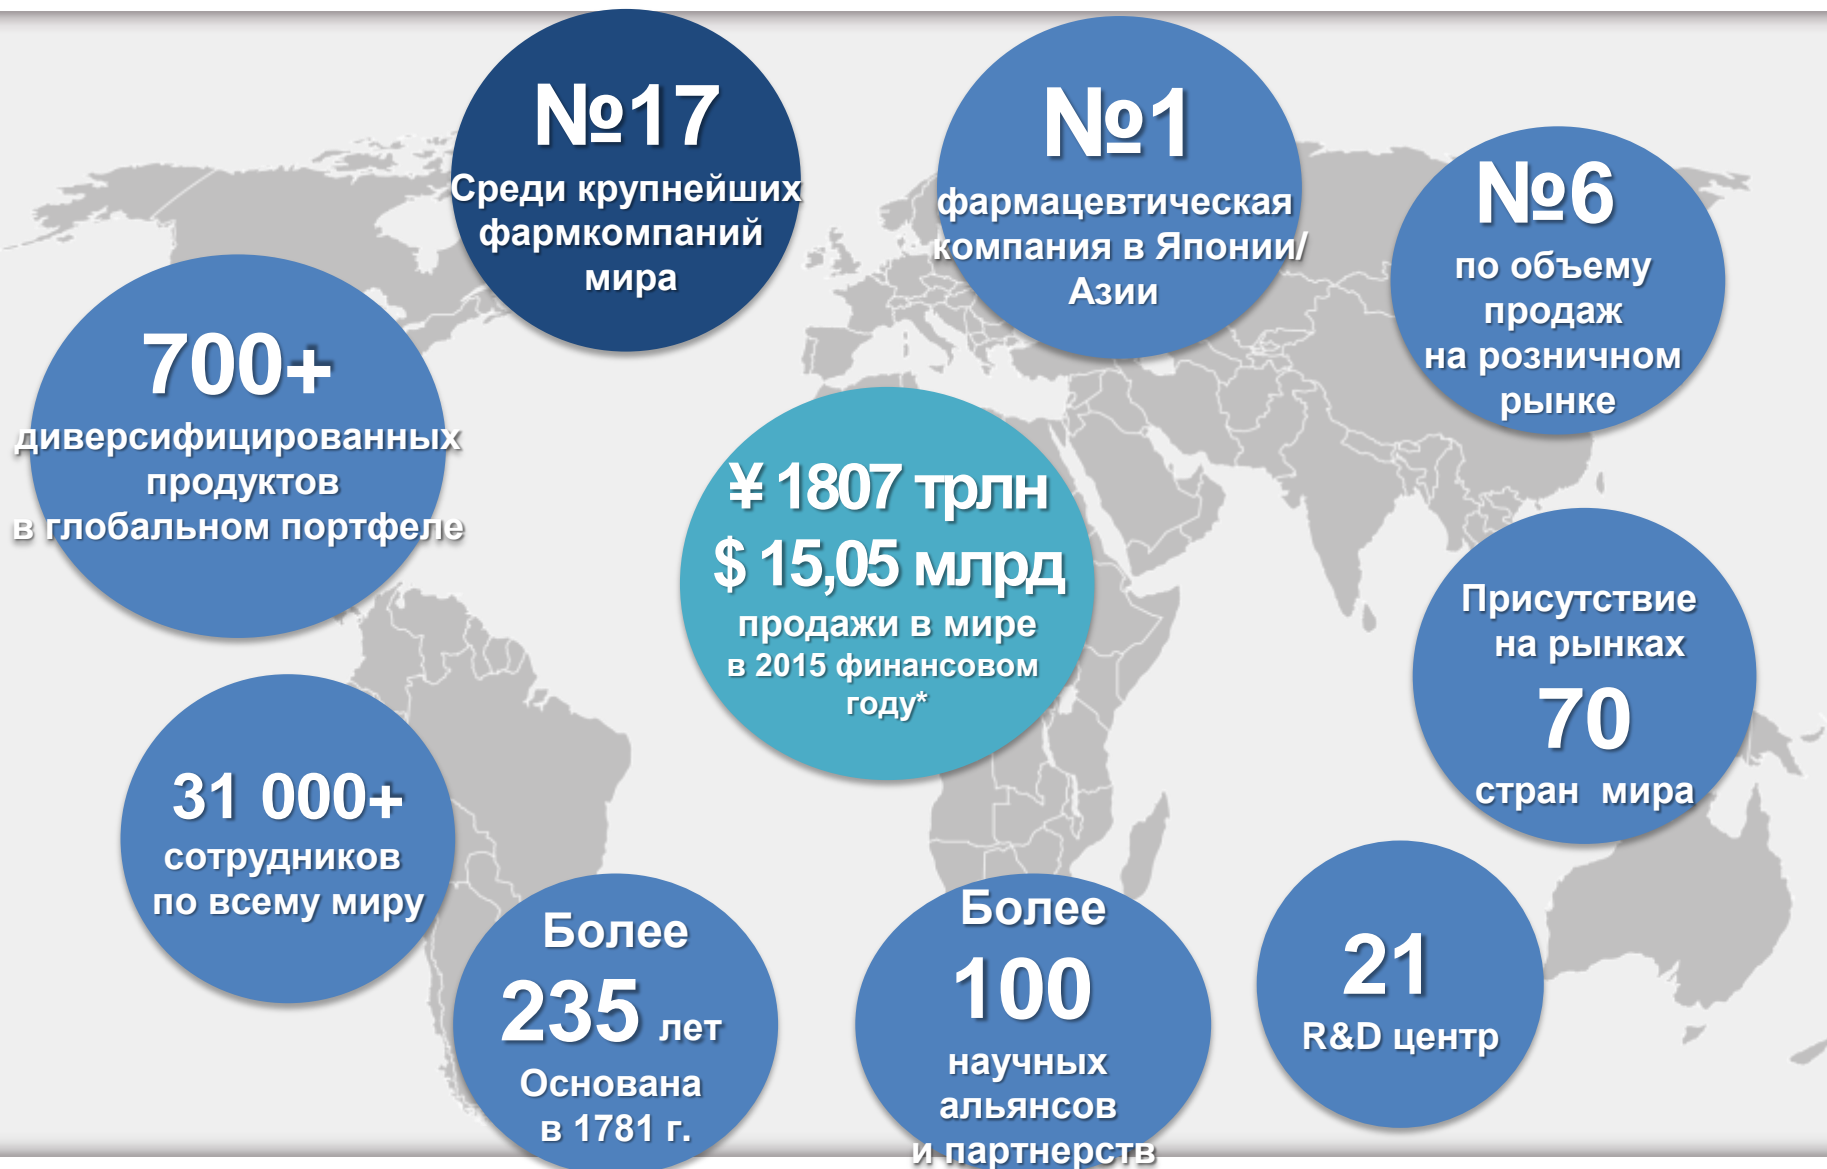 №17
Среди крупнейших
фармкомпаний
мира
№1
фармацевтическая
компания в Японии/
Азии
№6
по объему
продаж
на розничном
рынке
700+
диверсифицированных
продуктов
в глобальном портфеле
¥ 1807 трлн
$ 15,05 млрд
продажи в мире
в 2015 финансовом
году*
Присутствие
на рынках
70
стран мира
31 000+
сотрудников
по всему миру
Более
235 лет
Основана
в 1781 г.
Более
100
научных
альянсов
и партнерств
21
R&D центр